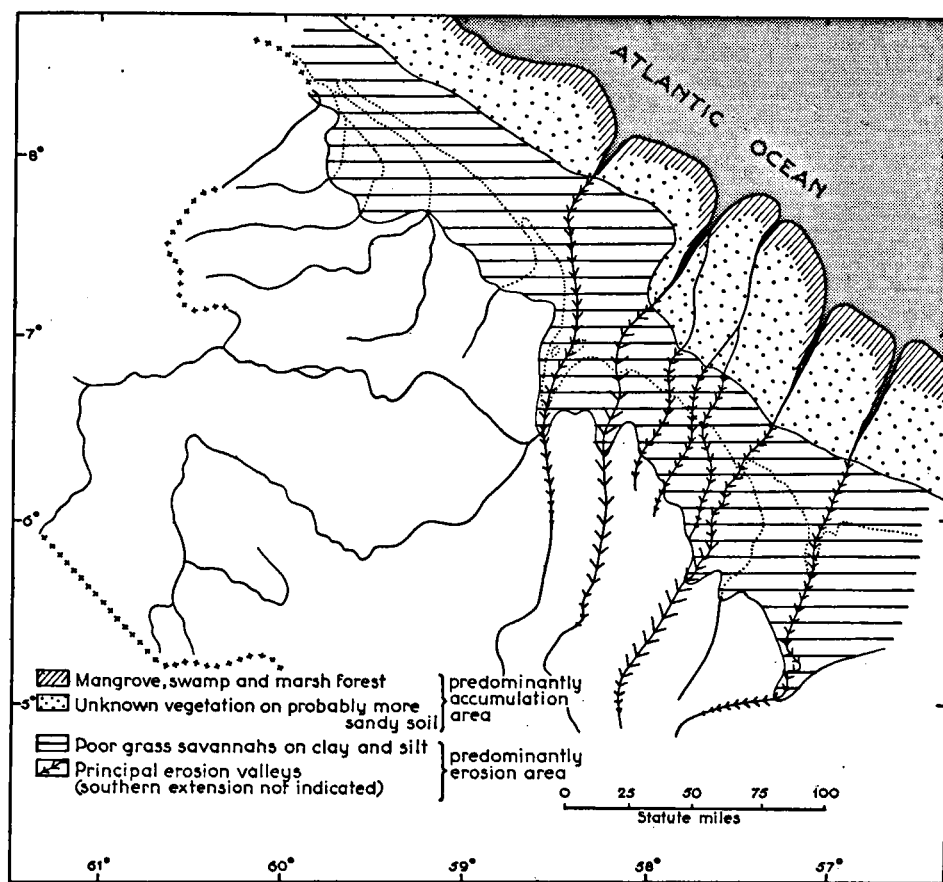 ATLANTIC
OCEAN
8°
7°
6°
5°
Mangrove, swamp and marsh forest
Unknown vegetation on probably more
sandy soil
predominantly
accumulation
area
Poor grass savannahs on clay and silt
Principal erosion valleys
(southern extension not indicated)
predominantly
erosion area
0 25 50 75 100
Statute miles
61° 60° 59° 58° 57°